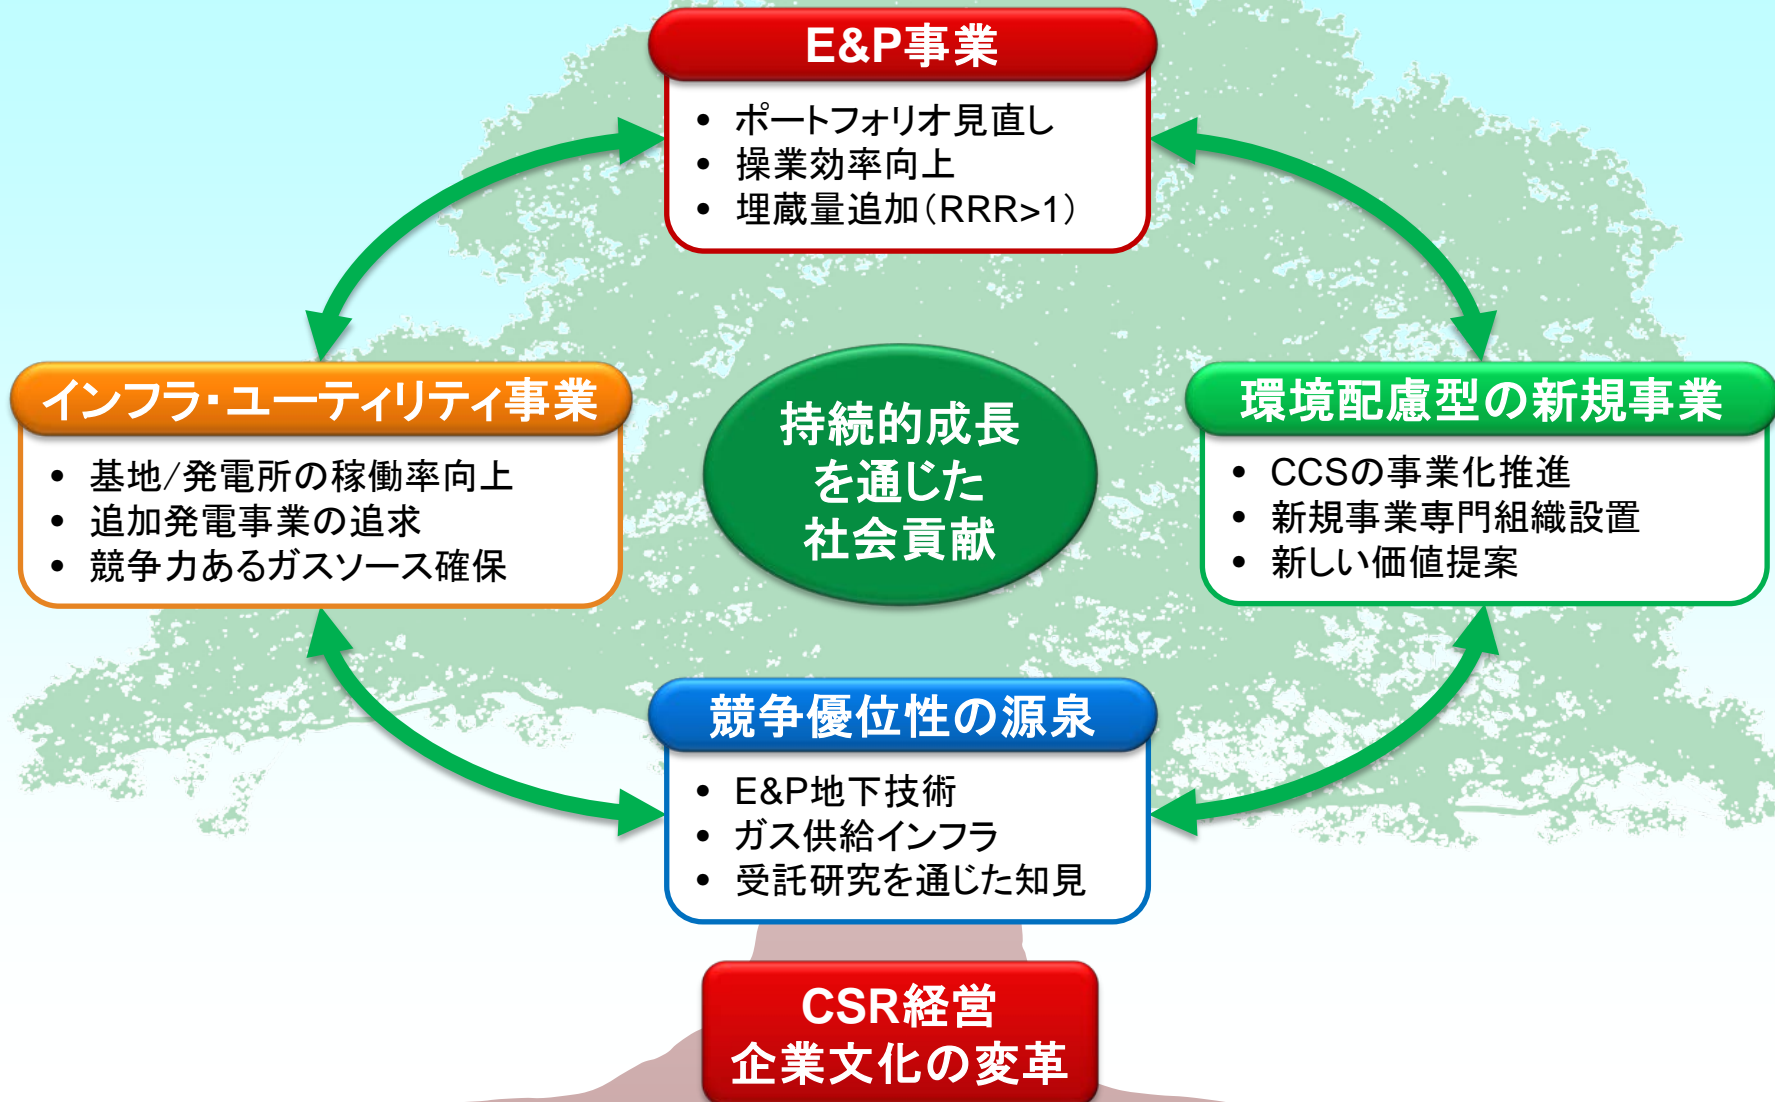 E&P事業
• ポートフォリオ見直し
• 操業効率向上
• 埋蔵量追加（RRR>1）
インフラ・ユーティリティ事業
• 基地/発電所の稼働率向上
• 追加発電事業の追求
• 競争力あるガスソース確保
持続的成長
を通じた
社会貢献
環境配慮型の新規事業
• CCSの事業化推進
• 新規事業専門組織設置
• 新しい価値提案
競争優位性の源泉
• E&P地下技術
• ガス供給インフラ
• 受託研究を通じた知見
CSR経営
企業文化の変革